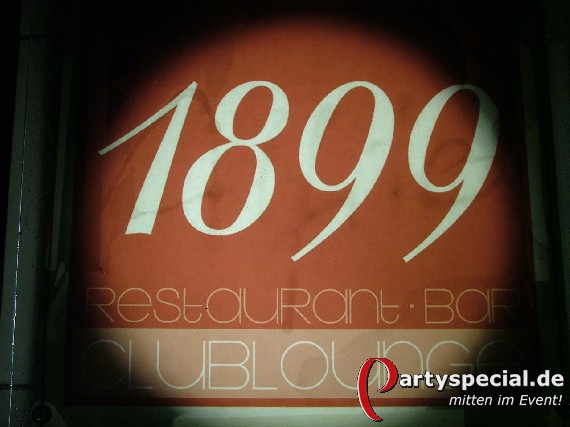 1899
Restaurant · Bar
CLUBLOUNGE
Partyspecial.de
mitten im Event!